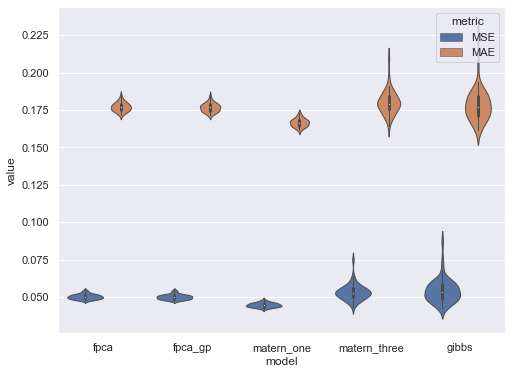 metric
MSE
MAE
0.225
0.200
0.175
0.150
0.125
0.100
0.075
0.050
value
fpca fpca_gp matern_one matern_three gibbs
model